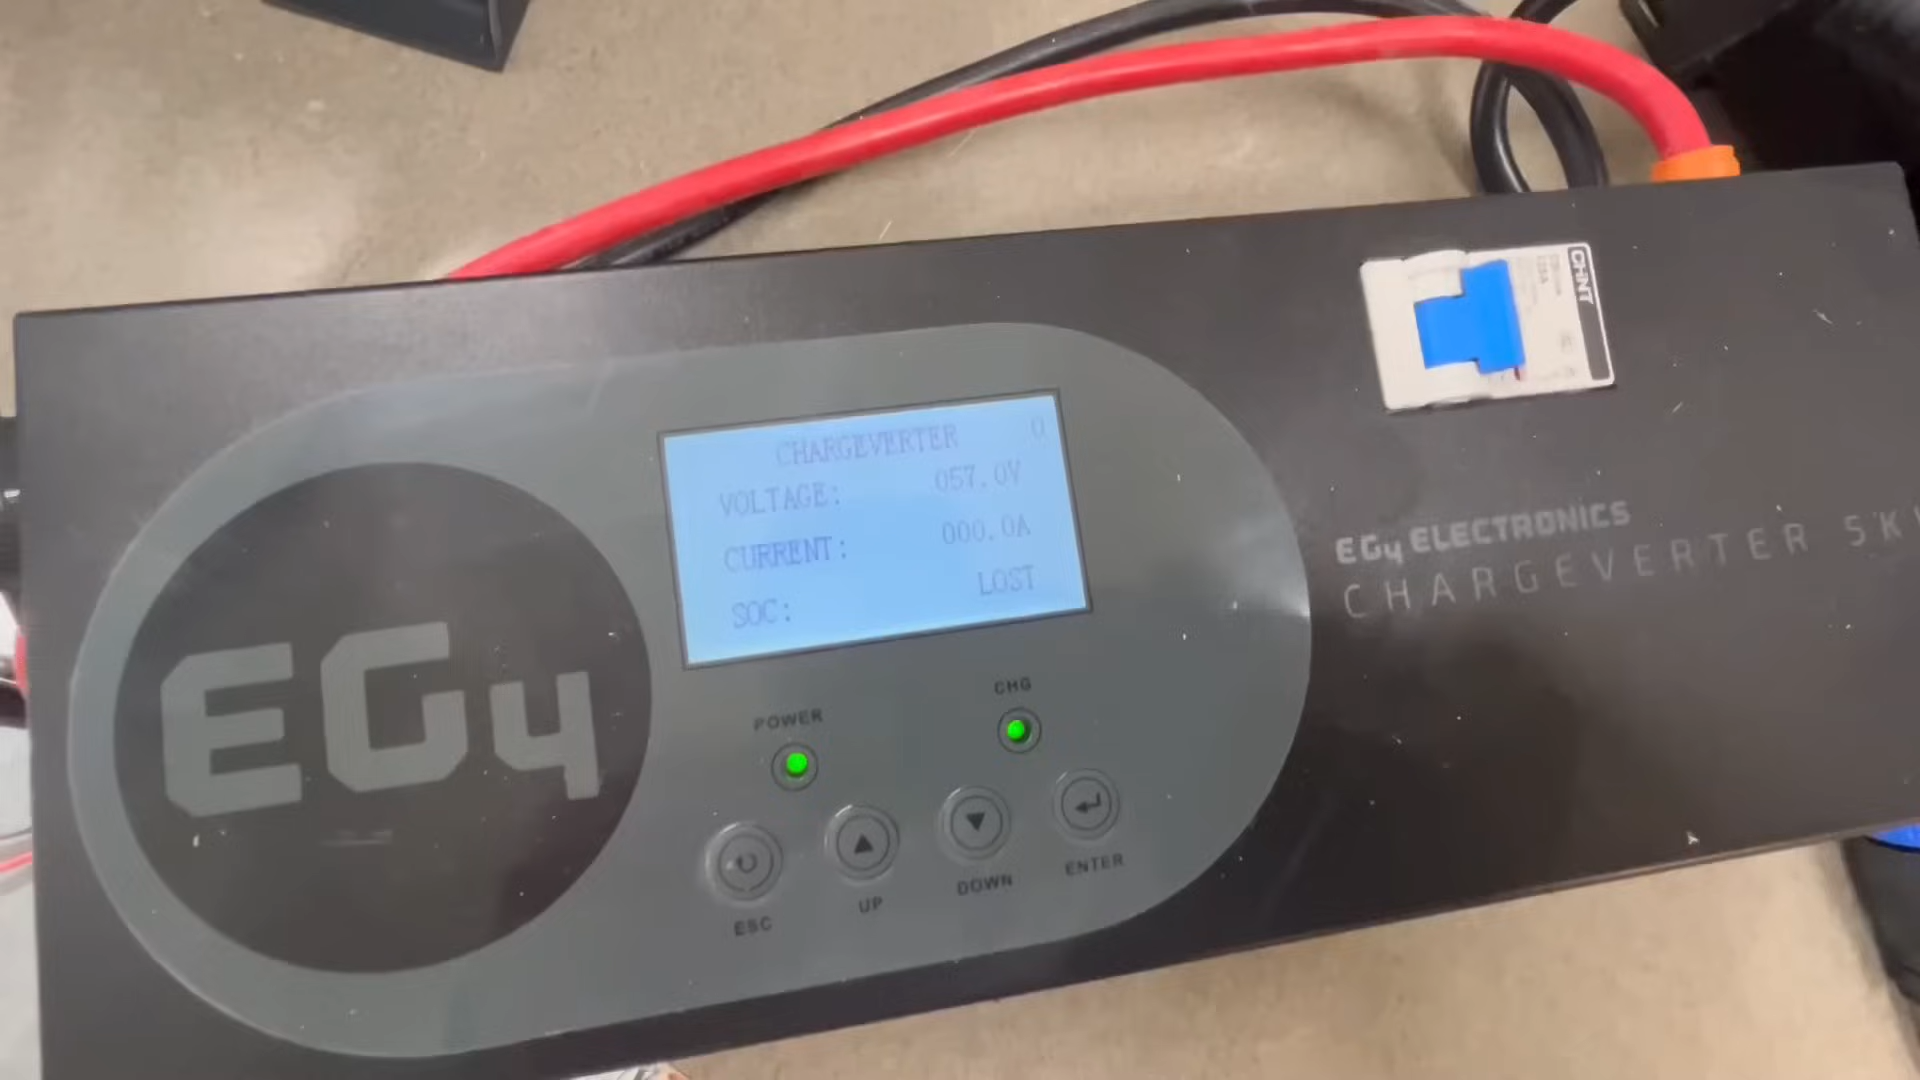 CHARGEVERTER 0
VOLTAGE: 057.0V
CURRENT: 000.0A
SOC: LOST
EG4
POWER
CHG
ESC
UP
DOWN
ENTER
CHNT
EG4 ELECTRONICS
CHARGEVERTER 5K